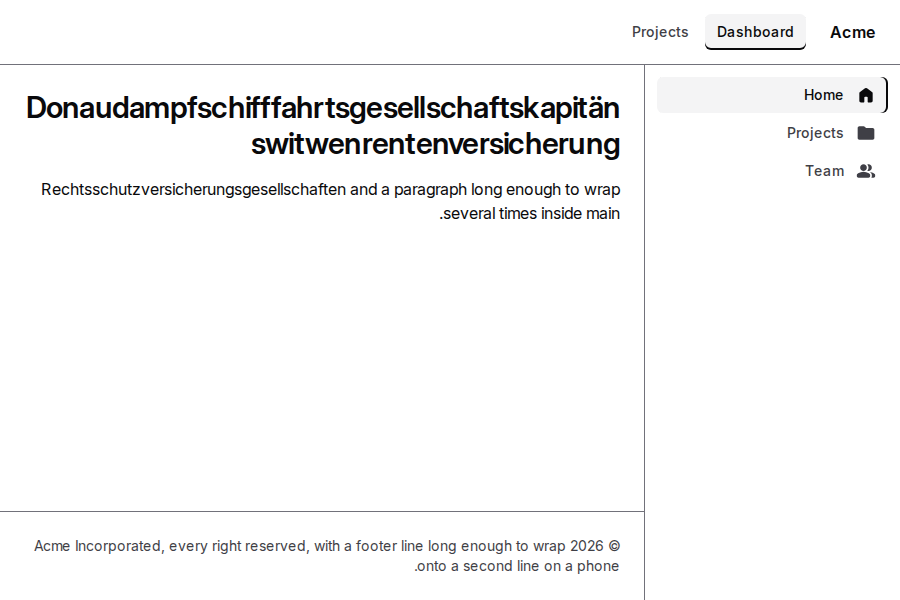 Acme
Dashboard
Projects
Home
Projects
Team
Donaudampfschifffahrtsgesellschaftskapitän
switwenrentenversicherung
Rechtsschutzversicherungsgesellschaften and a paragraph long enough to wrap
several times inside main.
© 2026 Acme Incorporated, every right reserved, with a footer line long enough to wrap
onto a second line on a phone.